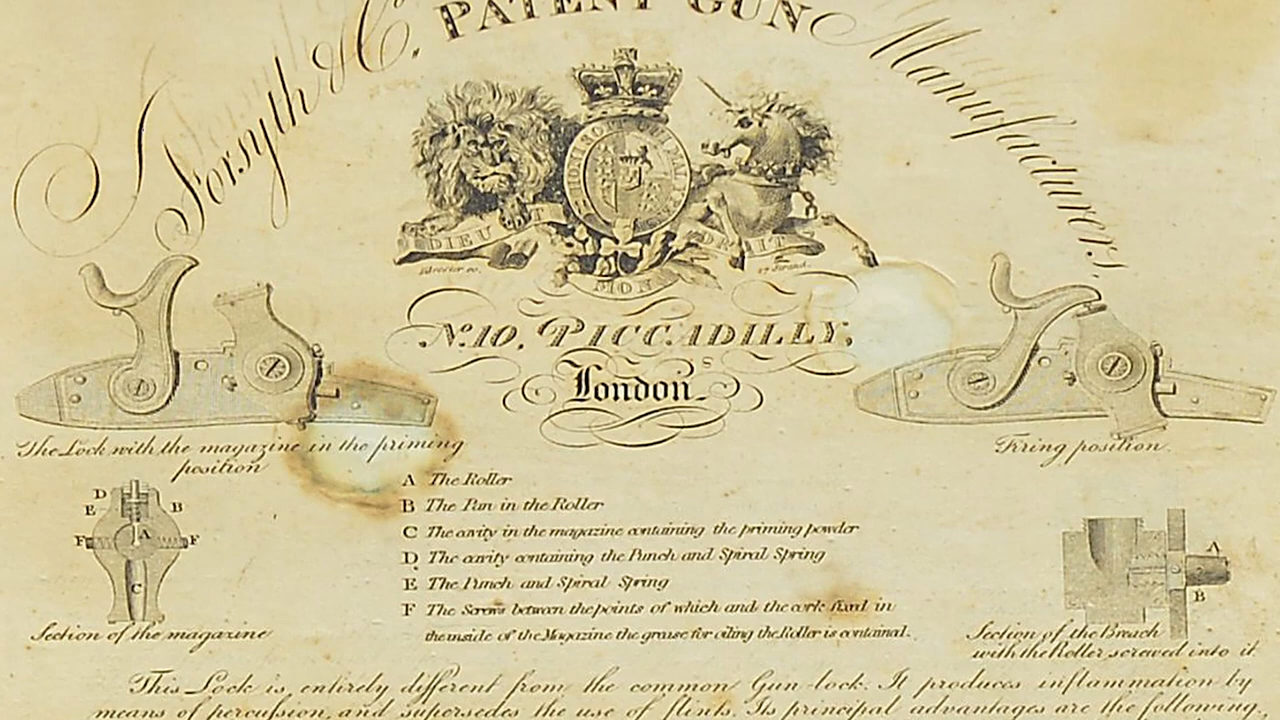 Forsyth & Co. PATENT GUN Manufacturers,
HONI SOIT QUI MAL Y
DIEU ET
MON
DROIT
Strand
No. 10, PICCADILLY,
London
The Lock with the magazine in the priming
position
Firing position.
A The Roller
B The Pan in the Roller
C The cavity in the magazine containing the priming powder
D The cavity containing the Punch and Spiral Spring
E The Punch and Spiral Spring
F The Screws between the points of which and the cork fixed in
the inside of the Magazine the grease for oiling the Roller is contained.
D
E
B
F
A
F
C
Section of the magazine
A
B
Section of the Breach
with the Roller screwed into it
This Lock is, entirely different from the common Gun-lock. It produces inflammation by
means of percussion, and supersedes the use of flints. Its principal advantages are the following.,